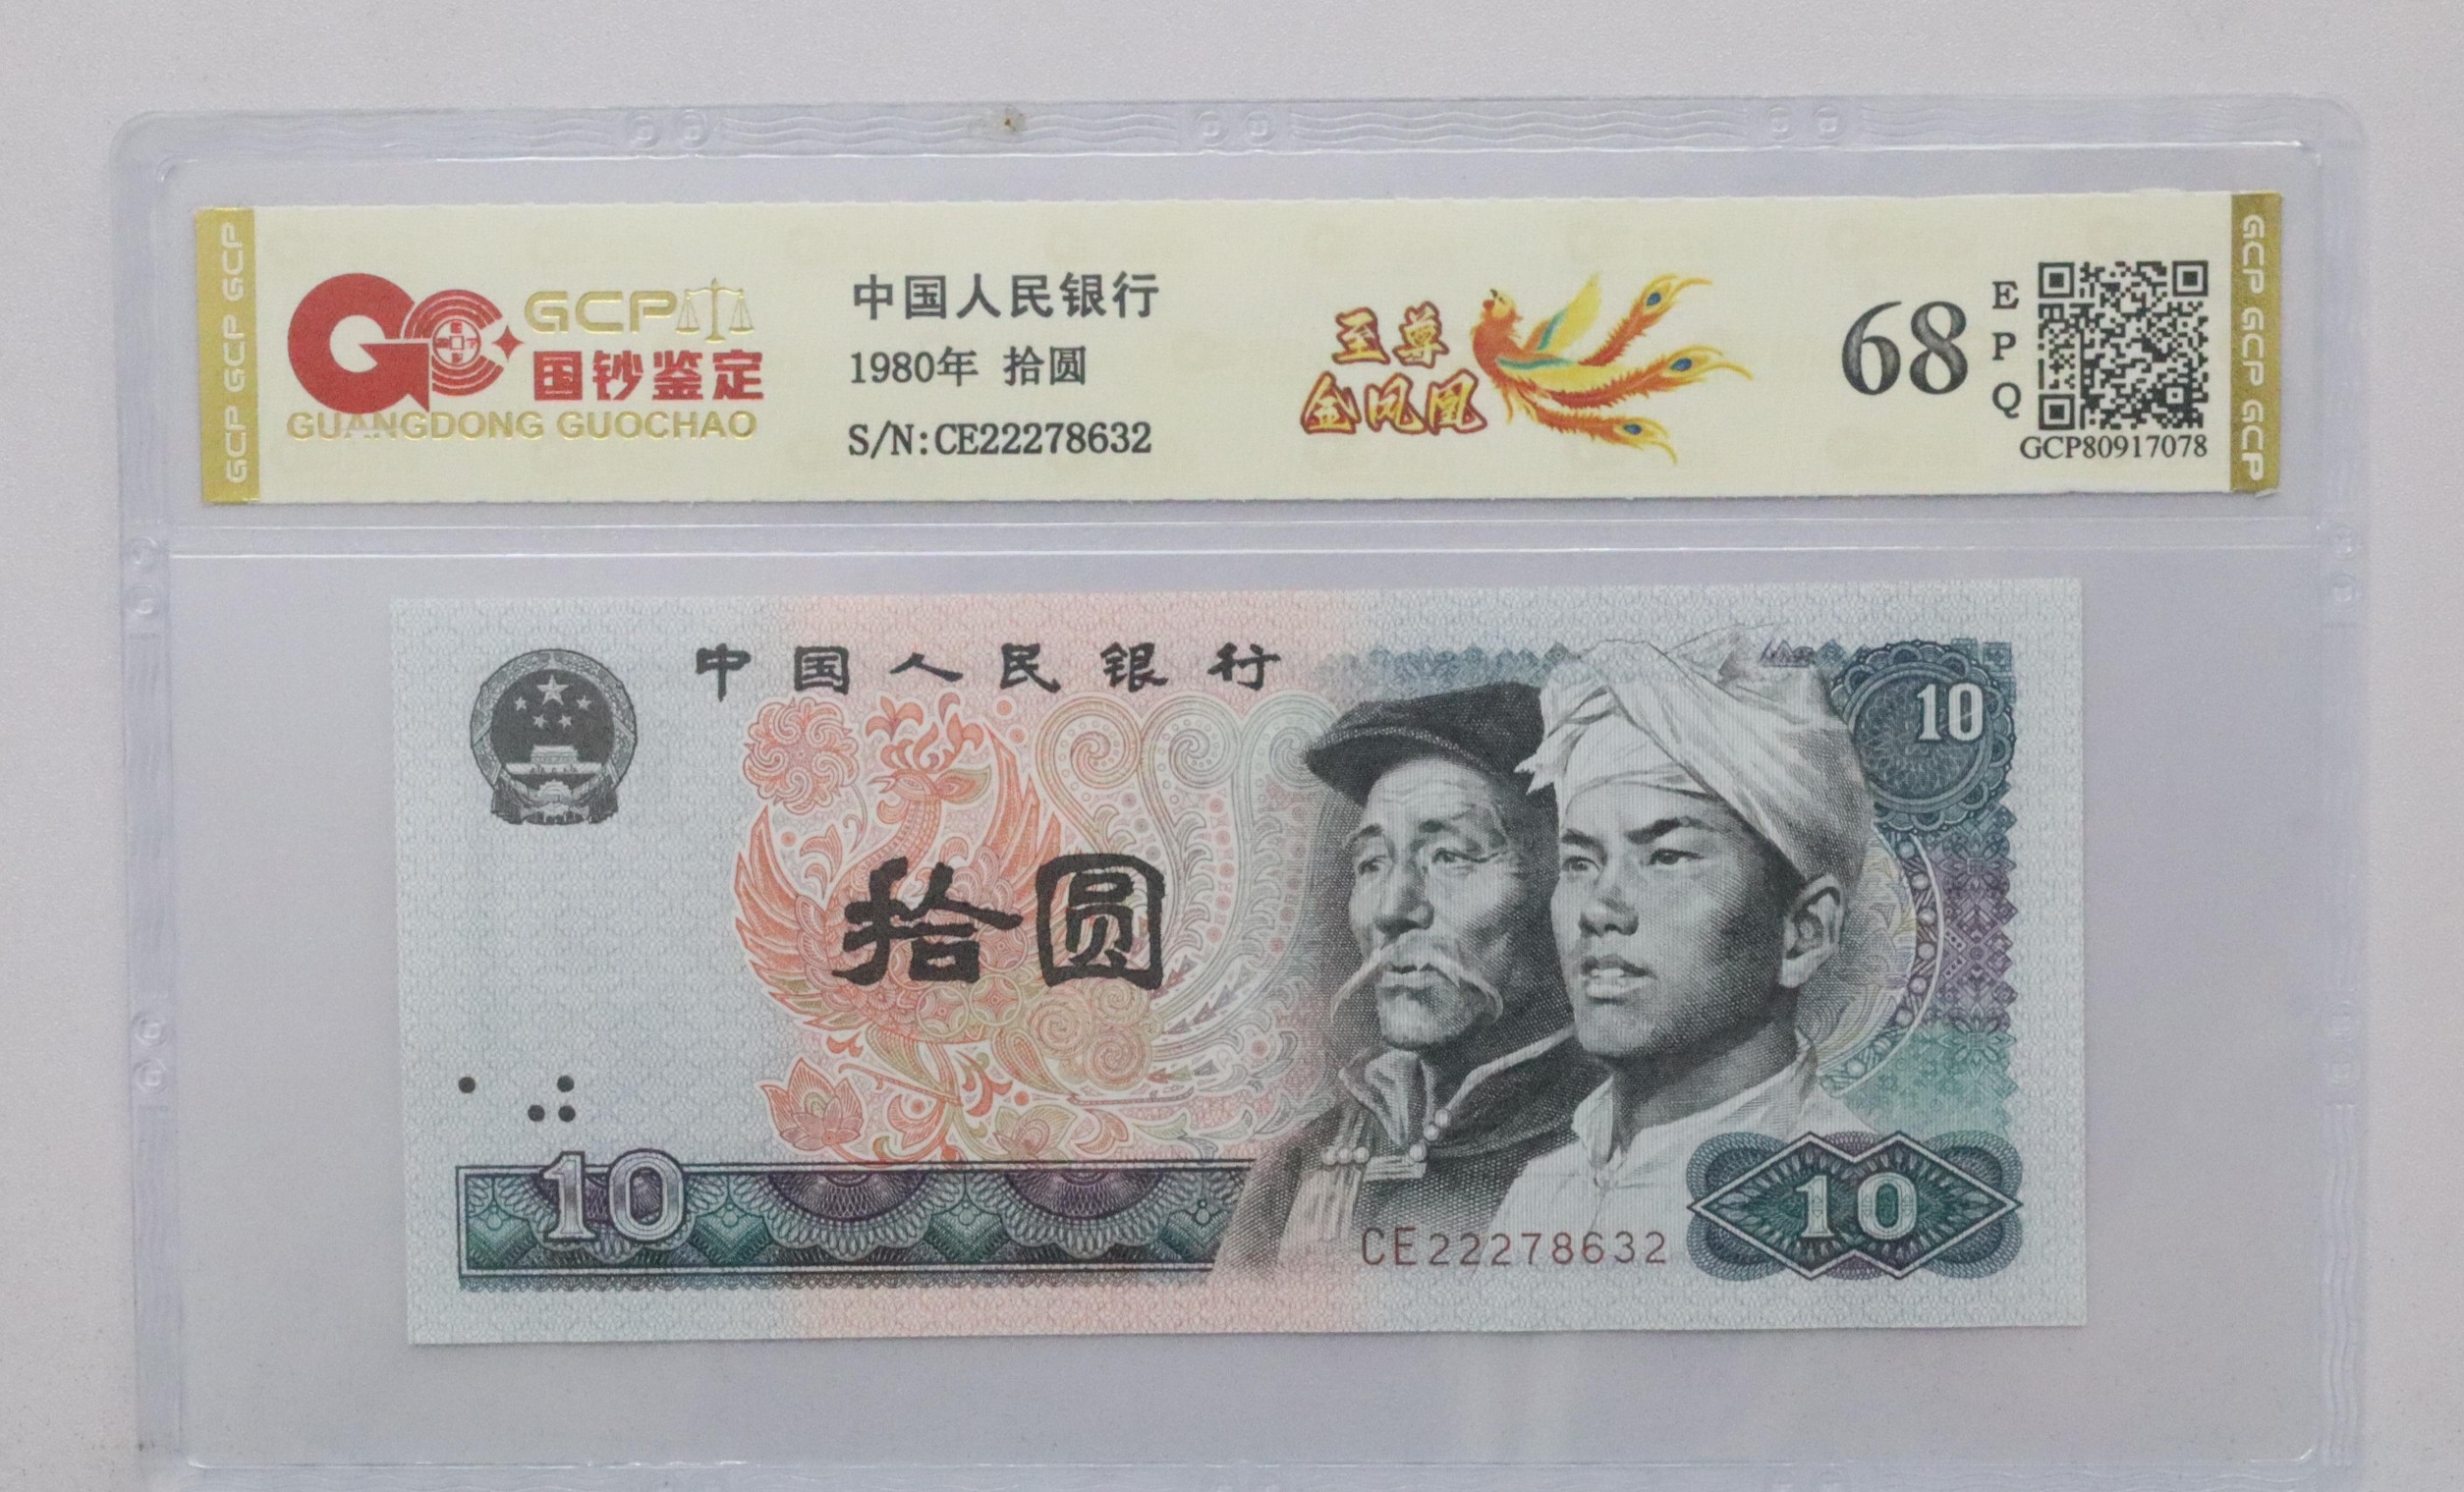 GCP GCP GCP
GCP
国钞鉴定
GUANGDONG GUOCHAO
中国人民银行
1980年 拾圆
S/N:CE22278632
至尊
金凤凰
68
E
P
Q
GCP80917078
GCP GCP GCP
中国人民银行
10
拾圆
10
CE22278632
10